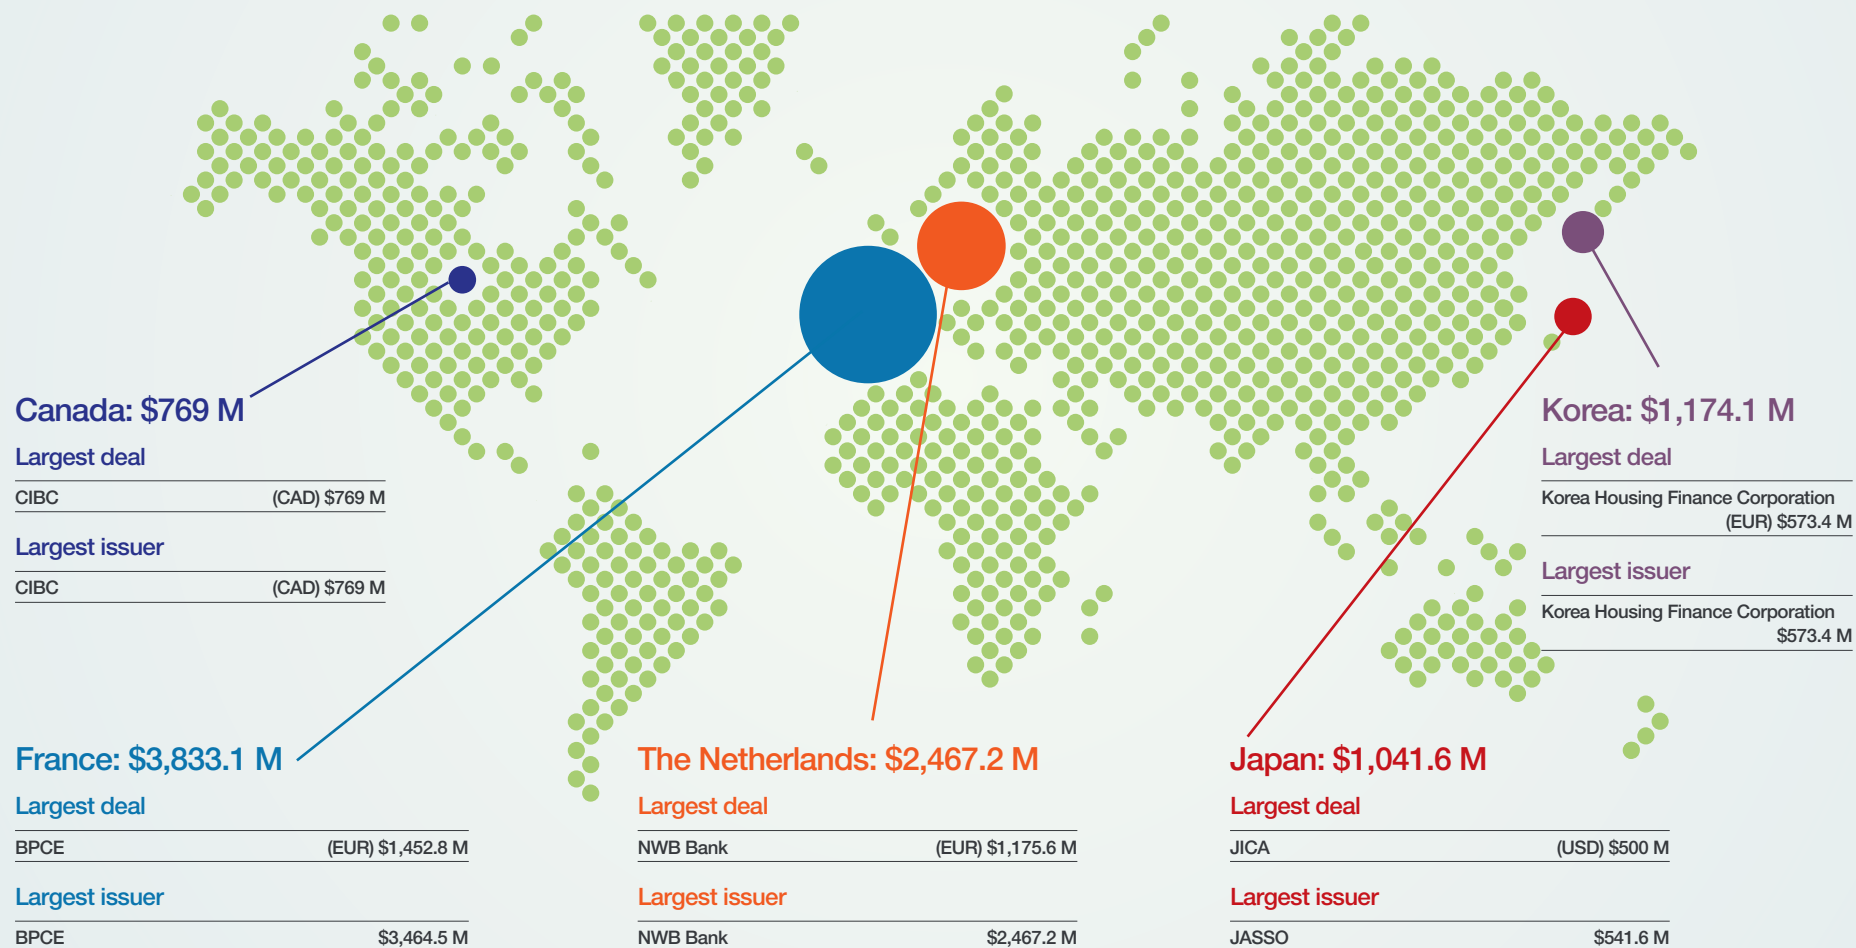 Canada: $769 M
Largest deal
CIBC (CAD) $769 M
Largest issuer
CIBC (CAD) $769 M
Korea: $1,174.1 M
Largest deal
Korea Housing Finance Corporation
(EUR) $573.4 M
Largest issuer
Korea Housing Finance Corporation
$573.4 M
France: $3,833.1 M
Largest deal
BPCE (EUR) $1,452.8 M
Largest issuer
BPCE $3,464.5 M
The Netherlands: $2,467.2 M
Largest deal
NWB Bank (EUR) $1,175.6 M
Largest issuer
NWB Bank $2,467.2 M
Japan: $1,041.6 M
Largest deal
JICA (USD) $500 M
Largest issuer
JASSO $541.6 M